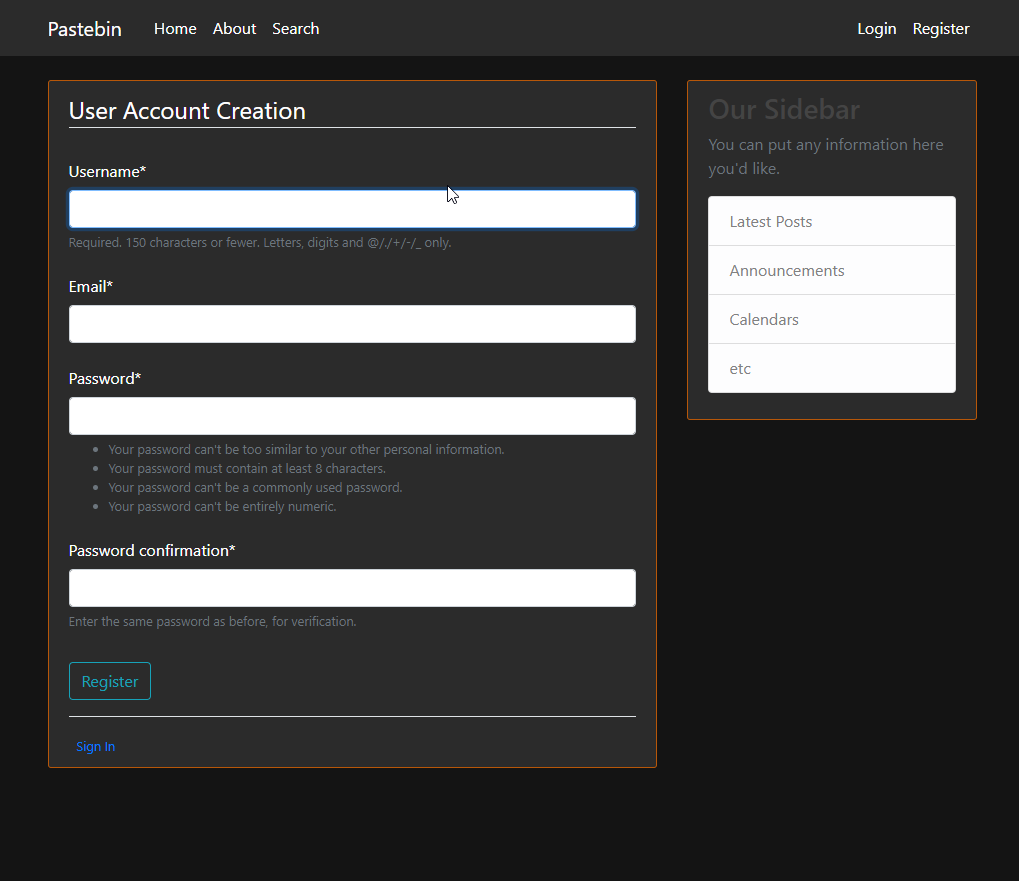 Pastebin Home About Search Login Register
User Account Creation
Username*
Required. 150 characters or fewer. Letters, digits and @/./+/-/_ only.
Email*
Password*
Your password can't be too similar to your other personal information.
Your password must contain at least 8 characters.
Your password can't be a commonly used password.
Your password can't be entirely numeric.
Password confirmation*
Enter the same password as before, for verification.
Register
Sign In
Our Sidebar
You can put any information here
you'd like.
Latest Posts
Announcements
Calendars
etc